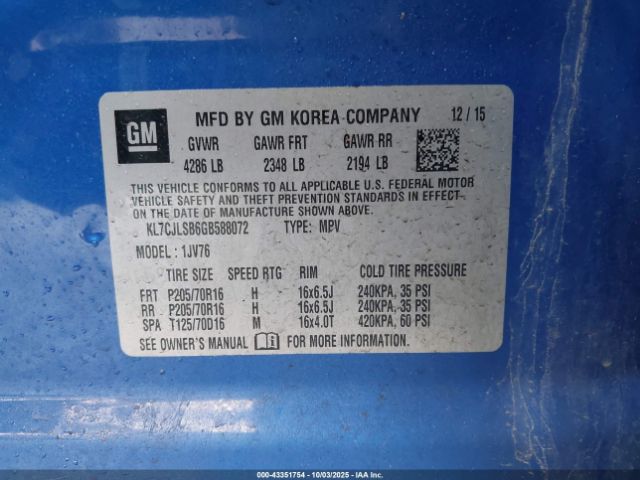 GM MFD BY GM KOREA COMPANY 12 / 15
GVWR GAWR FRT GAWR RR
4286 LB 2348 LB 2194 LB
THIS VEHICLE CONFORMS TO ALL APPLICABLE U.S. FEDERAL MOTOR
VEHICLE SAFETY AND THEFT PREVENTION STANDARDS IN EFFECT
ON THE DATE OF MANUFACTURE SHOWN ABOVE.
KL7CJLSB6GB588072 TYPE: MPV
MODEL : 1JV76
TIRE SIZE SPEED RTG RIM COLD TIRE PRESSURE
FRT P205/70R16 H 16x6.5J 240KPA, 35 PSI
RR P205/70R16 H 16x6.5J 240KPA, 35 PSI
SPA T125/70D16 M 16x4.0T 420KPA, 60 PSI
SEE OWNER'S MANUAL FOR MORE INFORMATION.
000-43351754 - 10/03/2025 - IAAI.CA